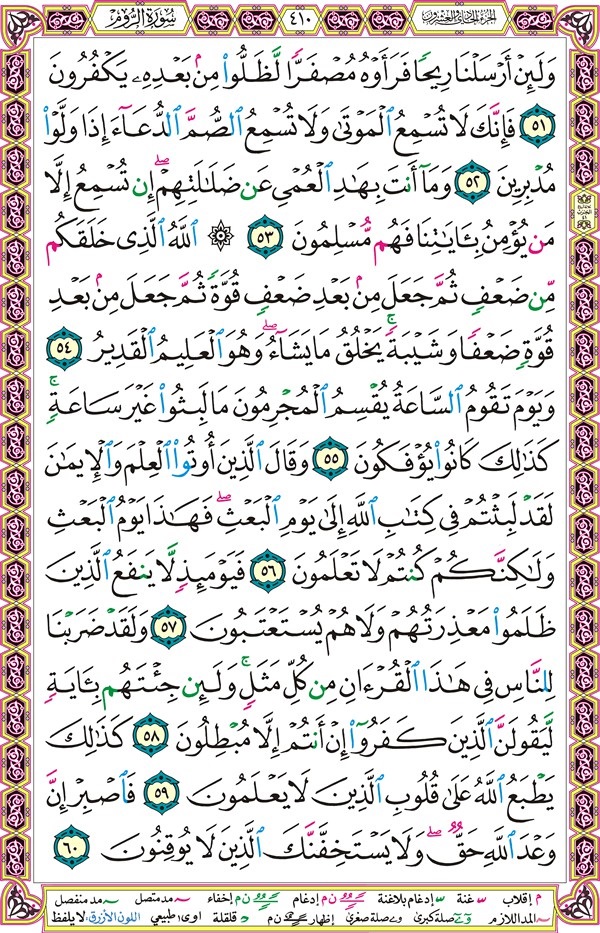 سُورَةُ الرُّومِ
٤١٠
الجزء الحادي والعشرون
وَلَئِنْ أَرْسَلْنَا رِيحًا فَرَأَوْهُ مُصْفَرًّا لَّظَلُّوا۟ مِنۢ بَعْدِهِۦ يَكْفُرُونَ
٥١ فَإِنَّكَ لَا تُسْمِعُ ٱلْمَوْتَىٰ وَلَا تُسْمِعُ ٱلصُّمَّ ٱلدُّعَآءَ إِذَا وَلَّوْا۟
مُدْبِرِينَ ٥٢ وَمَآ أَنتَ بِهَٰدِ ٱلْعُمْىِ عَن ضَلَٰلَتِهِمْ ۖ إِن تُسْمِعُ إِلَّا
مَن يُؤْمِنُ بِـَٔايَٰتِنَا فَهُم مُّسْلِمُونَ ٥٣ ۞ ٱللَّهُ ٱلَّذِى خَلَقَكُم
مِّن ضَعْفٍ ثُمَّ جَعَلَ مِنۢ بَعْدِ ضَعْفٍ قُوَّةً ثُمَّ جَعَلَ مِنۢ بَعْدِ
قُوَّةٍ ضَعْفًا وَشَيْبَةً ۚ يَخْلُقُ مَا يَشَآءُ ۖ وَهُوَ ٱلْعَلِيمُ ٱلْقَدِيرُ ٥٤
وَيَوْمَ تَقُومُ ٱلسَّاعَةُ يُقْسِمُ ٱلْمُجْرِمُونَ مَا لَبِثُوا۟ غَيْرَ سَاعَةٍ ۚ
كَذَٰلِكَ كَانُوا۟ يُؤْفَكُونَ ٥٥ وَقَالَ ٱلَّذِينَ أُوتُوا۟ ٱلْعِلْمَ وَٱلْإِيمَٰنَ
لَقَدْ لَبِثْتُمْ فِى كِتَٰبِ ٱللَّهِ إِلَىٰ يَوْمِ ٱلْبَعْثِ ۖ فَهَٰذَا يَوْمُ ٱلْبَعْثِ
وَلَٰكِنَّكُمْ كُنتُمْ لَا تَعْلَمُونَ ٥٦ فَيَوْمَئِذٍ لَّا يَنفَعُ ٱلَّذِينَ
ظَلَمُوا۟ مَعْذِرَتُهُمْ وَلَا هُمْ يُسْتَعْتَبُونَ ٥٧ وَلَقَدْ ضَرَبْنَا
لِلنَّاسِ فِى هَٰذَا ٱلْقُرْءَانِ مِن كُلِّ مَثَلٍ ۚ وَلَئِن جِئْتَهُم بِـَٔايَةٍ
لَّيَقُولَنَّ ٱلَّذِينَ كَفَرُوٓا۟ إِنْ أَنتُمْ إِلَّا مُبْطِلُونَ ٥٨ كَذَٰلِكَ
يَطْبَعُ ٱللَّهُ عَلَىٰ قُلُوبِ ٱلَّذِينَ لَا يَعْلَمُونَ ٥٩ فَٱصْبِرْ إِنَّ
وَعْدَ ٱللَّهِ حَقٌّ ۖ وَلَا يَسْتَخِفَّنَّكَ ٱلَّذِينَ لَا يُوقِنُونَ ٦٠
م إقلاب غنة إدغام بلاغنة ن م إدغام ن م إخفاء مد متصل مد منفصل
المد اللازم صلة كبرى صلة صغرى إظهار قلقلة اوى: طبيعي اللون الأزرق: لا يلفظ